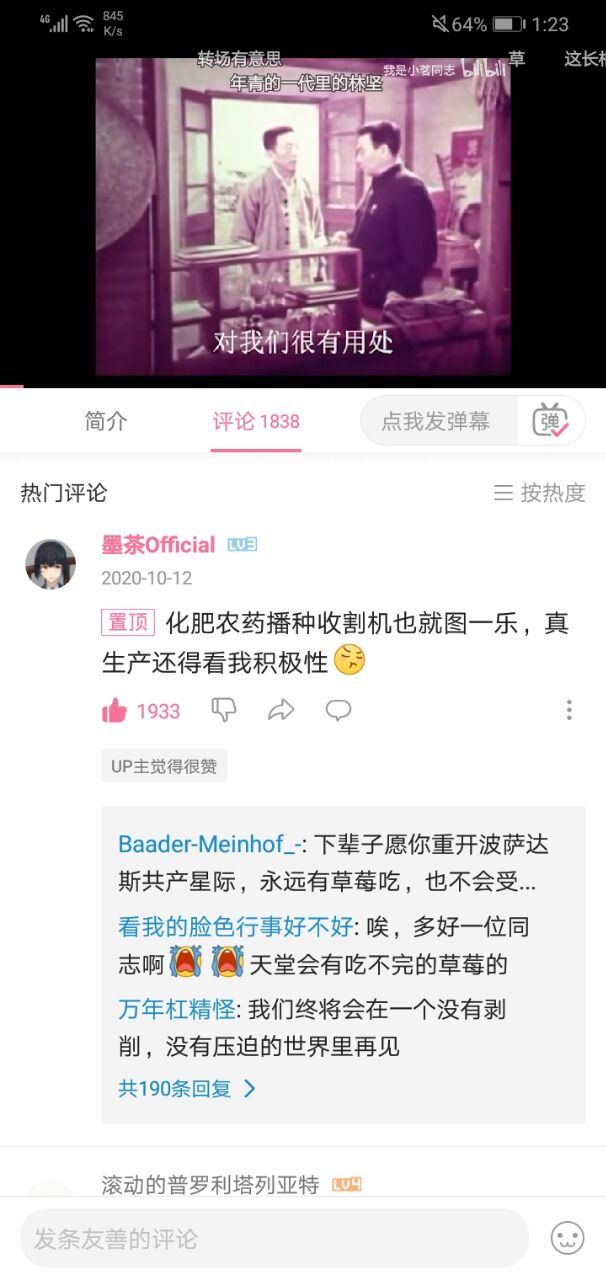 4G
845
K/s
64%
1:23
转场有意思
草
这长相
年青的一代里的林坚
我是小茗同志
bilibili
对我们很有用处
简介
评论 1838
点我发弹幕
弹
热门评论
按热度
墨茶Official
LV3
2020-10-12
置顶 化肥农药播种收割机也就图一乐，真
生产还得看我积极性
1933
UP主觉得很赞
Baader-Meinhof_-: 下辈子愿你重开波萨达
斯共产星际，永远有草莓吃，也不会受...
看我的脸色行事好不好: 唉，多好一位同
志啊 天堂会有吃不完的草莓的
万年杠精怪: 我们终将会在一个没有剥
削，没有压迫的世界里再见
共190条回复
滚动的普罗利塔列亚特
LV4
发条友善的评论